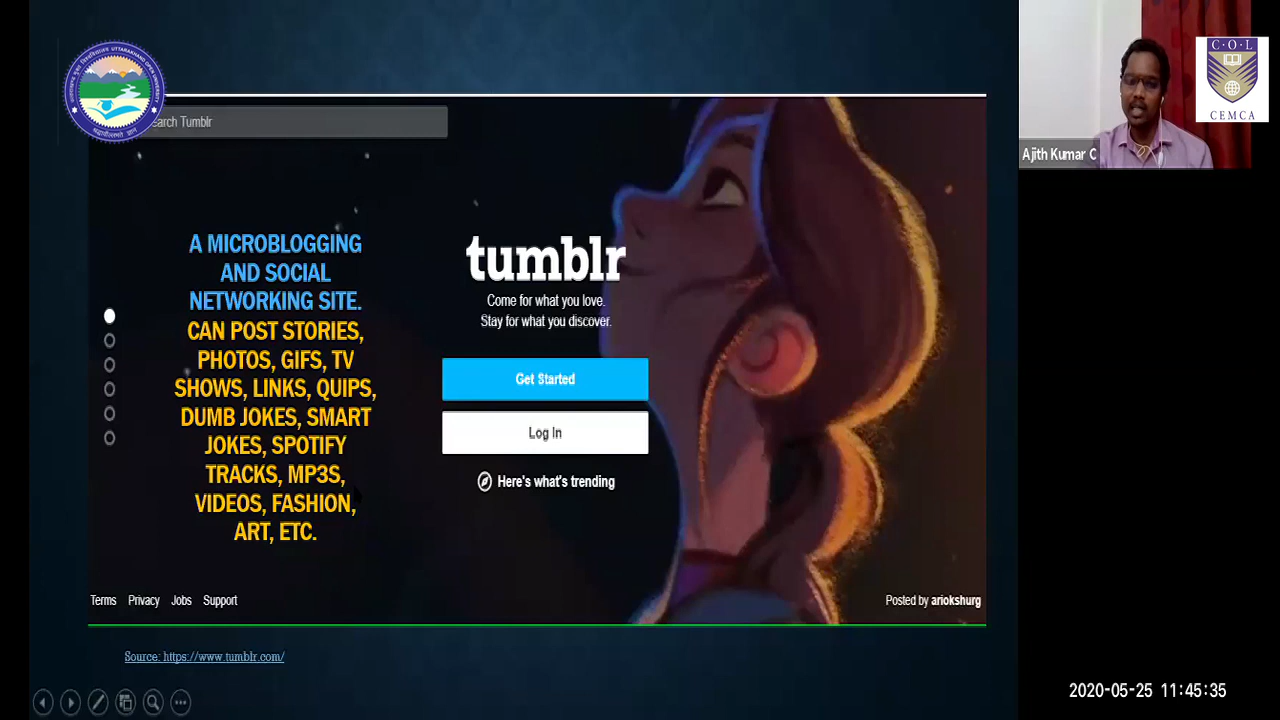 earch Tumblr
A MICROBLOGGING
AND SOCIAL
NETWORKING SITE.
CAN POST STORIES,
PHOTOS, GIFS, TV
SHOWS, LINKS, QUIPS,
DUMB JOKES, SMART
JOKES, SPOTIFY
TRACKS, MP3S,
VIDEOS, FASHION,
ART, ETC.
tumblr
Come for what you love.
Stay for what you discover.
Get Started
Log In
Here's what's trending
Terms Privacy Jobs Support
Posted by ariokshurg
Source: https://www.tumblr.com/
Ajith Kumar C
C·O·L
CEMCA
2020-05-25 11:45:35
UTTARAKHAND OPEN UNIVERSITY